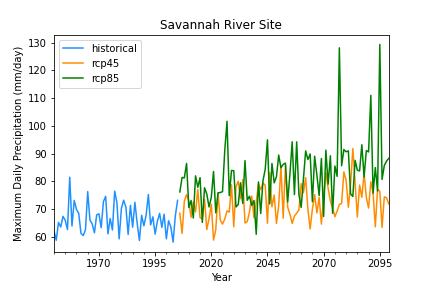 Savannah River Site
Maximum Daily Precipitation (mm/day)
130
120
110
100
90
80
70
60
historical
rcp45
rcp85
1970
1995
2020
2045
2070
2095
Year